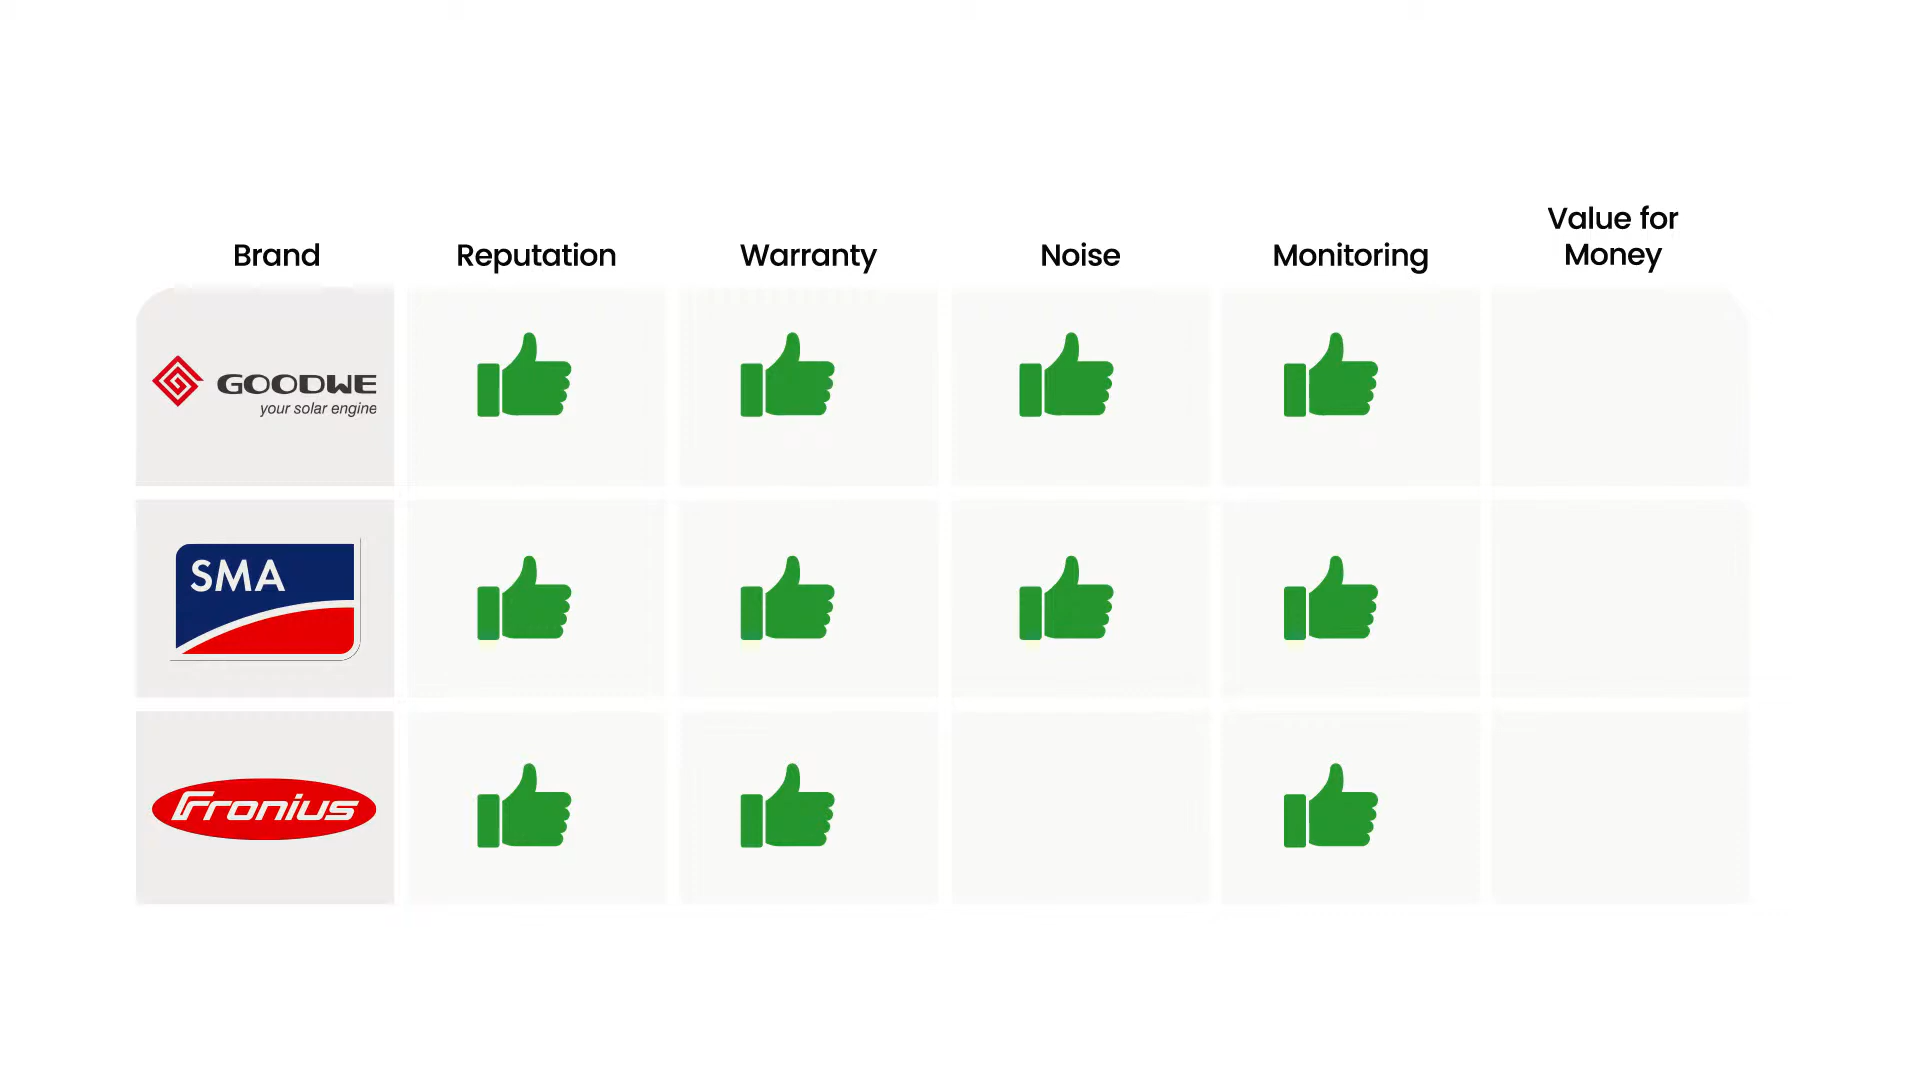 Brand
Reputation
Warranty
Noise
Monitoring
Value for
Money
GOODWE
your solar engine
SMA
Fronius